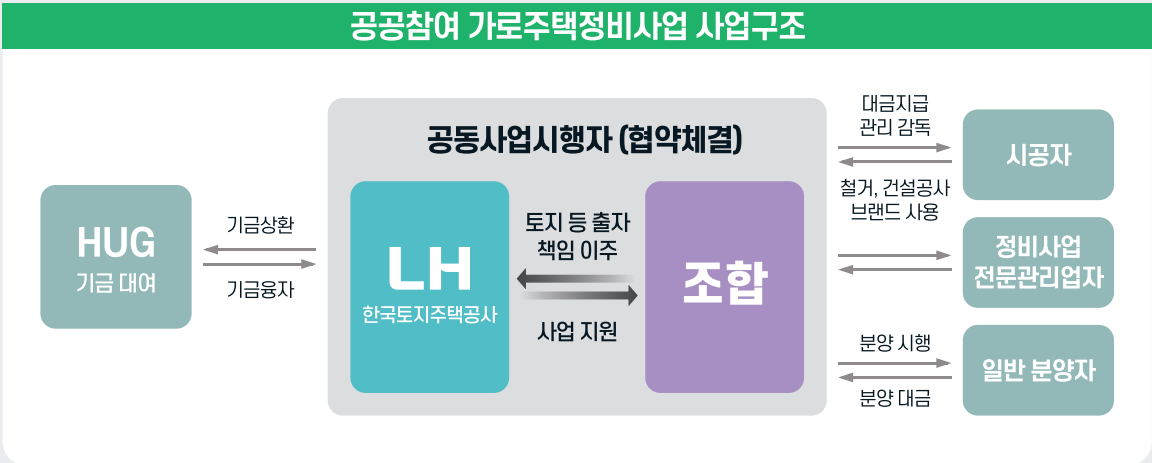 공공참여 가로주택정비사업 사업구조
공동사업시행자 (협약체결)
HUG
기금 대여
기금상환
기금융자
LH
한국토지주택공사
토지 등 출자
책임 이주
사업 지원
조합
대금지급
관리 감독
철거, 건설공사
브랜드 사용
분양 시행
분양 대금
시공자
정비사업
전문관리업자
일반 분양자